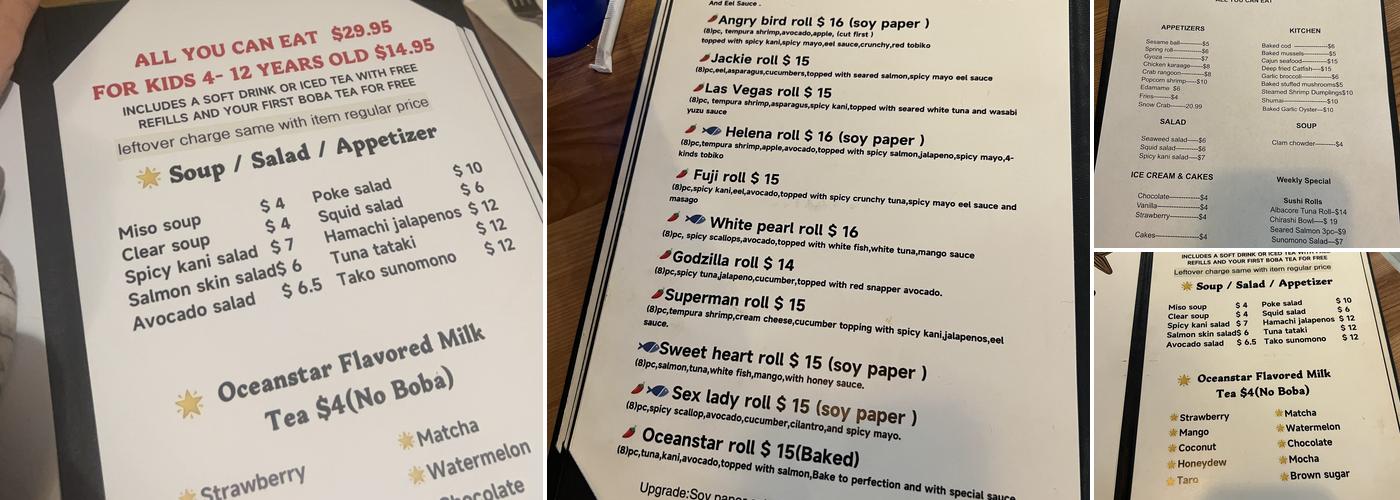 ALL YOU CAN EAT $29.95
FOR KIDS 4- 12 YEARS OLD $14.95
INCLUDES A SOFT DRINK OR ICED TEA WITH FREE
REFILLS AND YOUR FIRST BOBA TEA FOR FREE
leftover charge same with item regular price
Soup / Salad / Appetizer
Miso soup $ 4
Clear soup $ 4
Spicy kani salad $ 7
Salmon skin salad$ 6
Avocado salad $ 6.5
Poke salad $ 10
Squid salad $ 6
Hamachi jalapenos $ 12
Tuna tataki $ 12
Tako sunomono $ 12
Oceanstar Flavored Milk
Tea $4(No Boba)
Strawberry
Matcha
Watermelon
Chocolate
And Eel Sauce .
Angry bird roll $ 16 (soy paper )
(8)pc, tempura shrimp,avocado,apple, (cut first )
topped with spicy kani,spicy mayo,eel sauce,crunchy,red tobiko
Jackie roll $ 15
(8)pc,eel,asparagus,cucumbers,topped with seared salmon,spicy mayo eel sauce
Las Vegas roll $ 15
(8)pc, tempura shrimp,asparagus,spicy kani,topped with seared white tuna and wasabi
yuzu sauce
Helena roll $ 16 (soy paper )
(8)pc,tempura shrimp,apple,avocado,topped with spicy salmon,jalapeno,spicy mayo,4-
kinds tobiko
Fuji roll $ 15
(8)pc,spicy kani,eel,avocado,topped with spicy crunchy tuna,spicy mayo eel sauce and
masago
White pearl roll $ 16
(8)pc, spicy scallops,avocado,topped with white fish,white tuna,mango sauce
Godzilla roll $ 14
(8)pc,spicy tuna,jalapeno,cucumber,topped with red snapper avocado.
Superman roll $ 15
(8)pc,tempura shrimp,cream cheese,cucumber topping with spicy kani,jalapenos,eel
sauce.
Sweet heart roll $ 15 (soy paper )
(8)pc,salmon,tuna,white fish,mango,with honey sauce.
Sex lady roll $ 15 (soy paper )
(8)pc,spicy scallop,avocado,cucumber,cilantro,and spicy mayo.
Oceanstar roll $ 15(Baked)
(8)pc,tuna,kani,avocado,topped with salmon,Bake to perfection and with special sauce
Upgrade:Soy paper
ALL YOU CAN EAT
APPETIZERS
Sesame ball----------$5
Spring roll-----------$6
Gyoza ---------------$7
Chicken karaage----$8
Crab rangoon--------$8
Popcorn shrimp----$10
Edamame $6
Fries------$4
Snow Crab-------20.99
SALAD
Seaweed salad----$6
Squid salad-------$6
Spicy kani salad---$7
ICE CREAM & CAKES
Chocolate-------------$4
Vanilla----------------$4
Strawberry------------$4
Cakes------------------$4
KITCHEN
Baked cod ------------$6
Baked mussels-------$5
Cajun seafood------$15
Deep fried Catfish---$15
Garlic broccoli-------$6
Baked stuffed mushrooms$5
Steamed Shrimp Dumplings$10
Shumai-------------$10
Baked Garlic Oyster---$10
SOUP
Clam chowder---------$4
Weekly Special
Sushi Rolls
Albacore Tuna Roll--$14
Chirashi Bowl----$ 19
Seared Salmon 3pc--$9
Sunomono Salad---$7
INCLUDES A SOFT DRINK OR ICED TEA WITH FREE
REFILLS AND YOUR FIRST BOBA TEA FOR FREE
Leftover charge same with item regular price
Soup / Salad / Appetizer
Miso soup $ 4
Clear soup $ 4
Spicy kani salad $ 7
Salmon skin salad$ 6
Avocado salad $ 6.5
Poke salad $ 10
Squid salad $ 6
Hamachi jalapenos $ 12
Tuna tataki $ 12
Tako sunomono $ 12
Oceanstar Flavored Milk
Tea $4(No Boba)
Strawberry
Mango
Coconut
Honeydew
Taro
Matcha
Watermelon
Chocolate
Mocha
Brown sugar